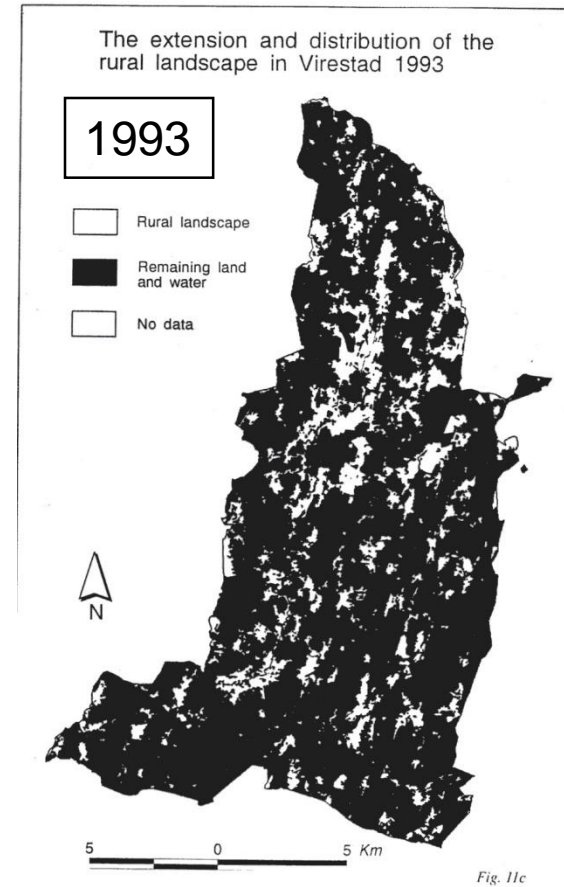 The extension and distribution of the
rural landscape in Virestad 1993
1993
Rural landscape
Remaining land
and water
No data
N
5 0 5 Km
Fig. 11c